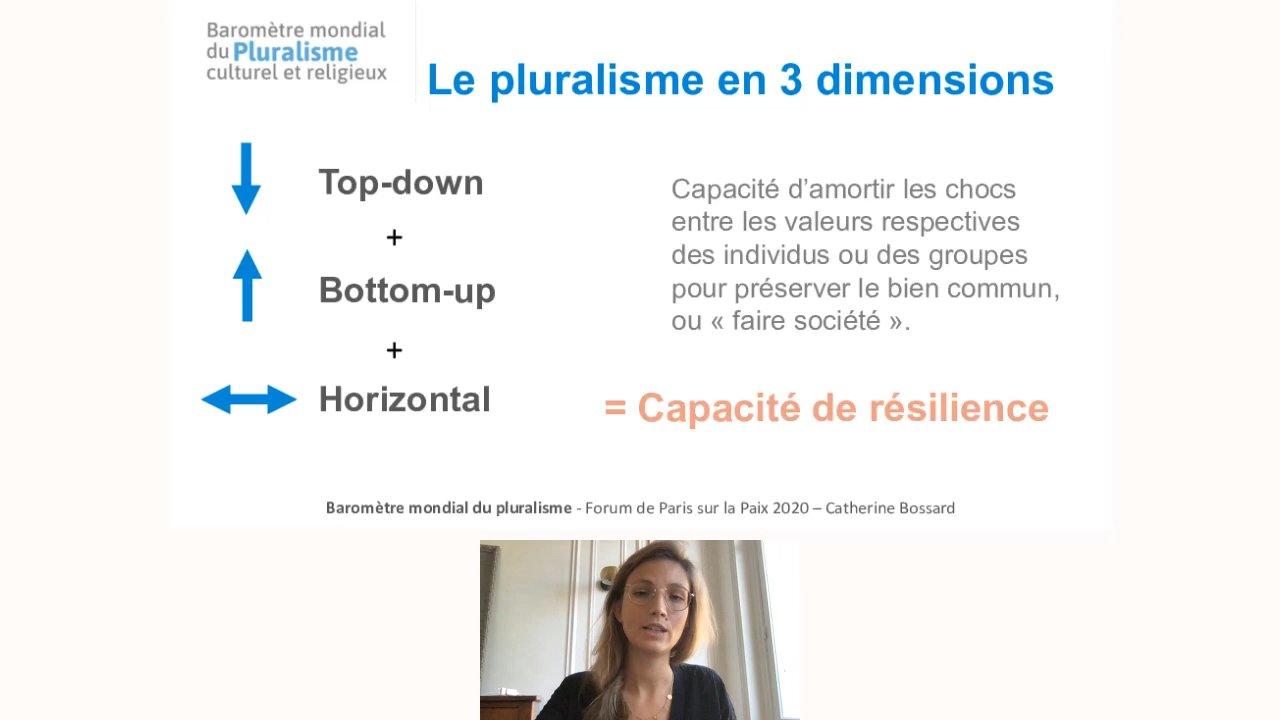 Baromètre mondial
du Pluralisme
culturel et religieux
Le pluralisme en 3 dimensions
Top-down
+
Bottom-up
+
Horizontal
Capacité d’amortir les chocs
entre les valeurs respectives
des individus ou des groupes
pour préserver le bien commun,
ou « faire société ».
= Capacité de résilience
Baromètre mondial du pluralisme - Forum de Paris sur la Paix 2020 – Catherine Bossard